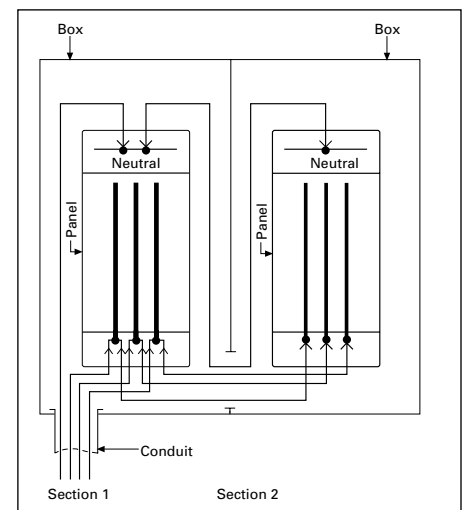 Box Box
Neutral Neutral
Panel Panel
Conduit
Section 1 Section 2